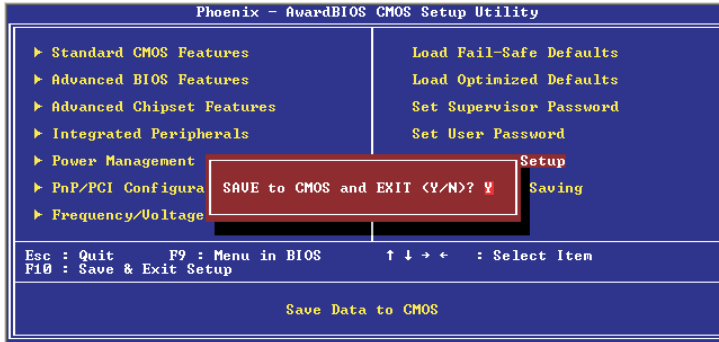 Phoenix - AwardBIOS CMOS Setup Utility
▶ Standard CMOS Features
▶ Advanced BIOS Features
▶ Advanced Chipset Features
▶ Integrated Peripherals
▶ Power Management
▶ PnP/PCI Configura
▶ Frequency/Voltage
Load Fail-Safe Defaults
Load Optimized Defaults
Set Supervisor Password
Set User Password
Setup
Saving
SAVE to CMOS and EXIT (Y/N)? Y
Esc : Quit F9 : Menu in BIOS ↑ ↓ → ← : Select Item
F10 : Save & Exit Setup
Save Data to CMOS